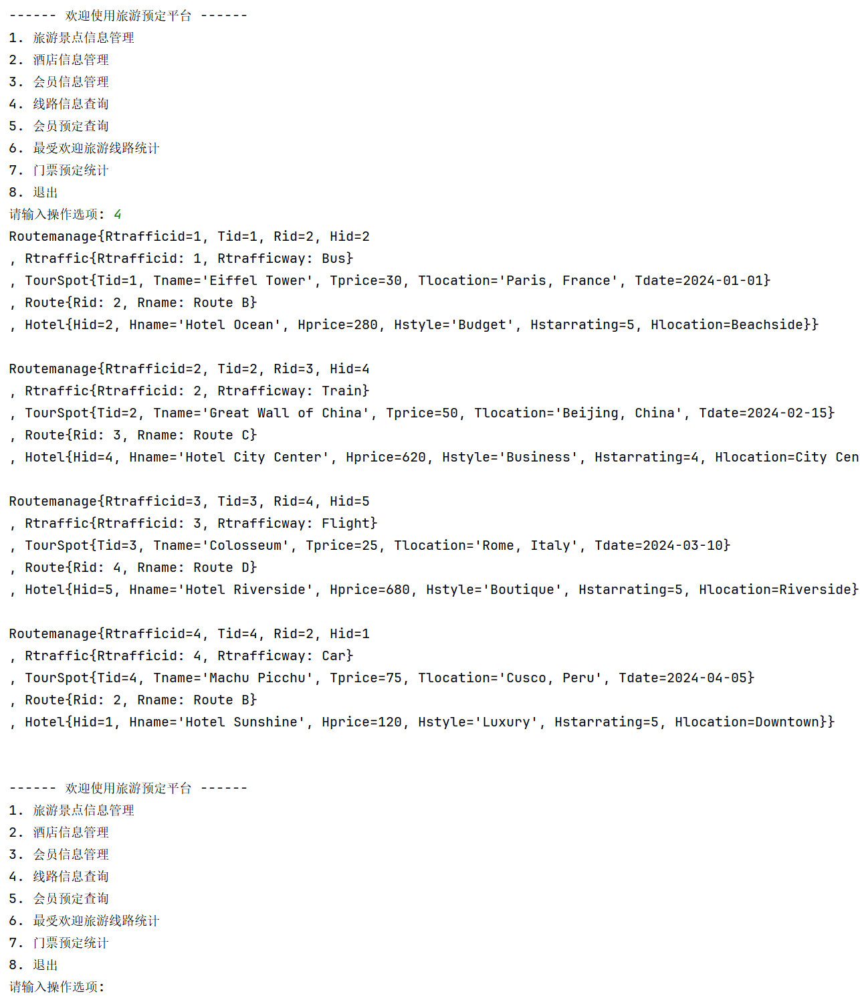 ------ 欢迎使用旅游预定平台 ------
1. 旅游景点信息管理
2. 酒店信息管理
3. 会员信息管理
4. 线路信息查询
5. 会员预定查询
6. 最受欢迎旅游线路统计
7. 门票预定统计
8. 退出
请输入操作选项: 4
Routemanage{Rtrafficid=1, Tid=1, Rid=2, Hid=2
, Rtraffic{Rtrafficid: 1, Rtrafficway: Bus}
, TourSpot{Tid=1, Tname='Eiffel Tower', Tprice=30, Tlocation='Paris, France', Tdate=2024-01-01}
, Route{Rid: 2, Rname: Route B}
, Hotel{Hid=2, Hname='Hotel Ocean', Hprice=280, Hstyle='Budget', Hstarrating=5, Hlocation=Beachside}}
Routemanage{Rtrafficid=2, Tid=2, Rid=3, Hid=4
, Rtraffic{Rtrafficid: 2, Rtrafficway: Train}
, TourSpot{Tid=2, Tname='Great Wall of China', Tprice=50, Tlocation='Beijing, China', Tdate=2024-02-15}
, Route{Rid: 3, Rname: Route C}
, Hotel{Hid=4, Hname='Hotel City Center', Hprice=620, Hstyle='Business', Hstarrating=4, Hlocation=City Cen
Routemanage{Rtrafficid=3, Tid=3, Rid=4, Hid=5
, Rtraffic{Rtrafficid: 3, Rtrafficway: Flight}
, TourSpot{Tid=3, Tname='Colosseum', Tprice=25, Tlocation='Rome, Italy', Tdate=2024-03-10}
, Route{Rid: 4, Rname: Route D}
, Hotel{Hid=5, Hname='Hotel Riverside', Hprice=680, Hstyle='Boutique', Hstarrating=5, Hlocation=Riverside}
Routemanage{Rtrafficid=4, Tid=4, Rid=2, Hid=1
, Rtraffic{Rtrafficid: 4, Rtrafficway: Car}
, TourSpot{Tid=4, Tname='Machu Picchu', Tprice=75, Tlocation='Cusco, Peru', Tdate=2024-04-05}
, Route{Rid: 2, Rname: Route B}
, Hotel{Hid=1, Hname='Hotel Sunshine', Hprice=120, Hstyle='Luxury', Hstarrating=5, Hlocation=Downtown}}
------ 欢迎使用旅游预定平台 ------
1. 旅游景点信息管理
2. 酒店信息管理
3. 会员信息管理
4. 线路信息查询
5. 会员预定查询
6. 最受欢迎旅游线路统计
7. 门票预定统计
8. 退出
请输入操作选项: